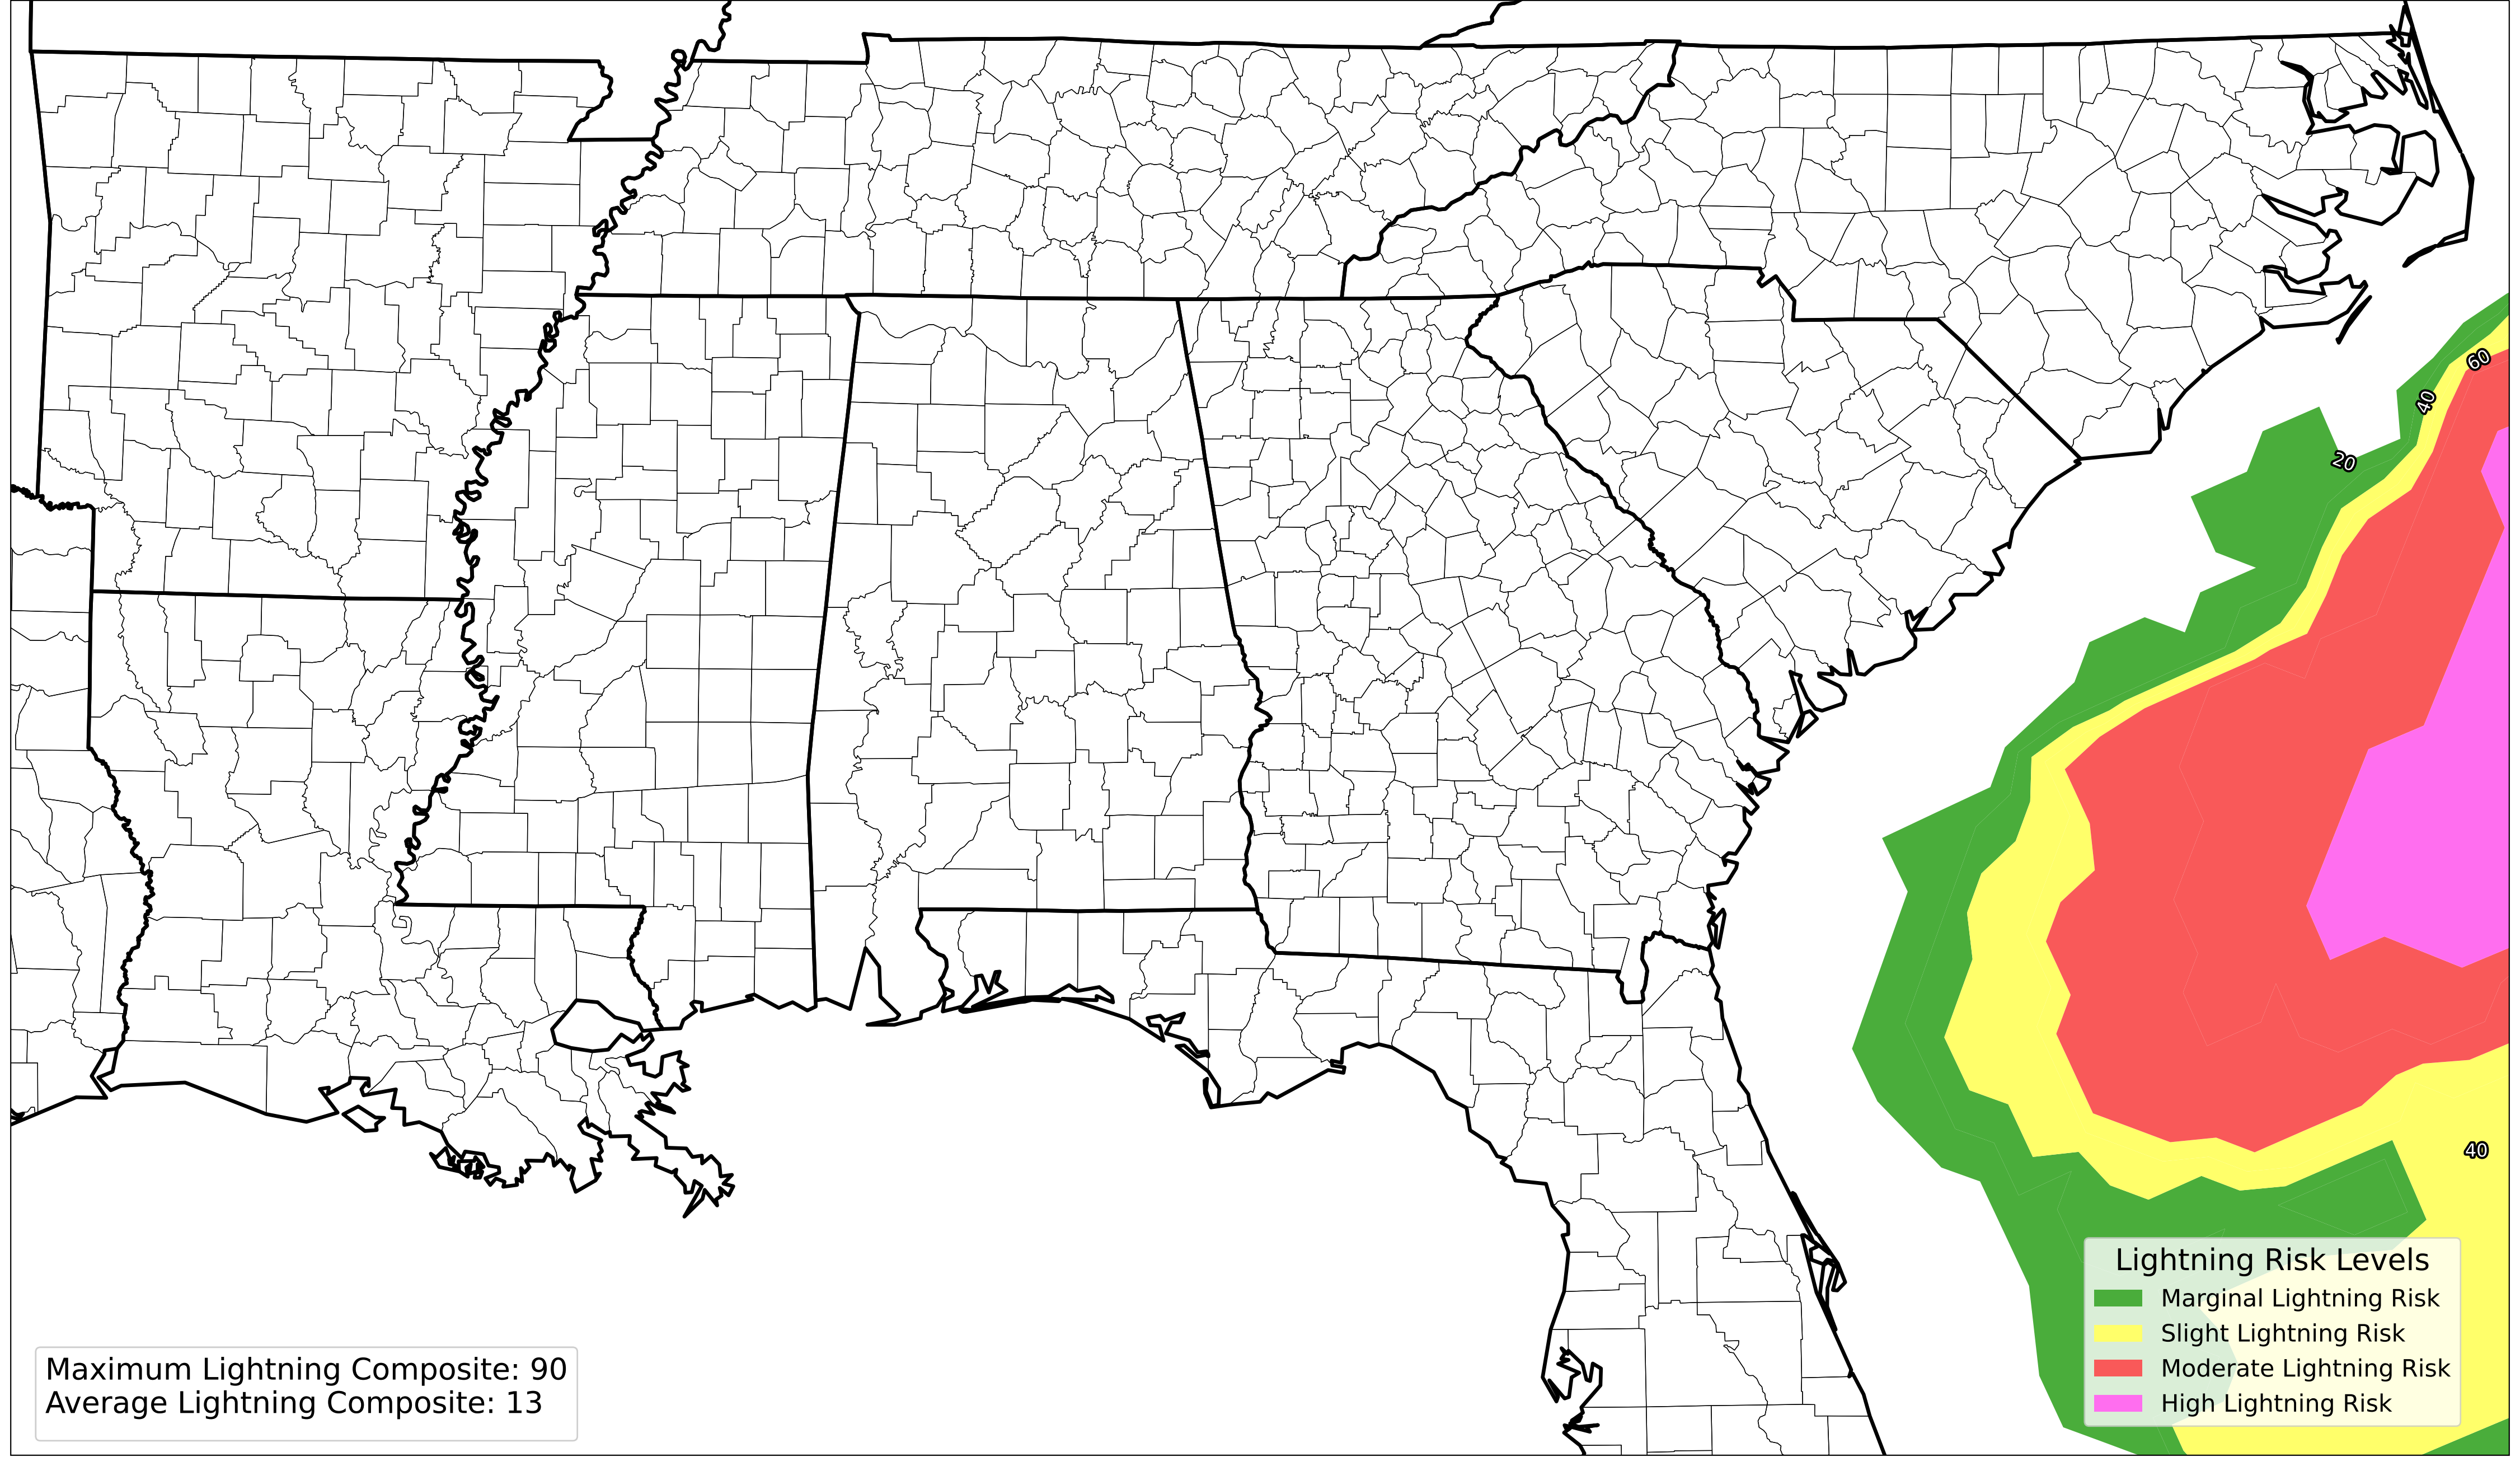 60
40
20
40
Lightning Risk Levels
Marginal Lightning Risk
Slight Lightning Risk
Moderate Lightning Risk
High Lightning Risk
Maximum Lightning Composite: 90
Average Lightning Composite: 13